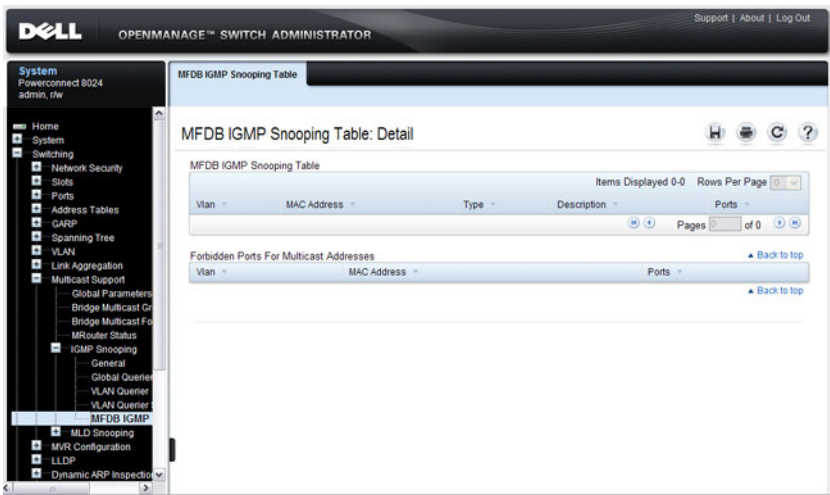 DELL
OPENMANAGE™ SWITCH ADMINISTRATOR
Support | About | Log Out
System
Powerconnect 8024
admin, r/w
MFDB IGMP Snooping Table
Home
System
Switching
Network Security
Slots
Ports
Address Tables
GARP
Spanning Tree
VLAN
Link Aggregation
Multicast Support
Global Parameters
Bridge Multicast Gr
Bridge Multicast Fo
MRouter Status
IGMP Snooping
General
Global Querier
VLAN Querier
VLAN Querier
MFDB IGMP
MLD Snooping
MVR Configuration
LLDP
Dynamic ARP Inspection
MFDB IGMP Snooping Table: Detail
MFDB IGMP Snooping Table
Items Displayed 0-0 Rows Per Page 0
Vlan MAC Address Type Description Ports
Pages 0 of 0
Forbidden Ports For Multicast Addresses
Back to top
Vlan MAC Address Ports
Back to top